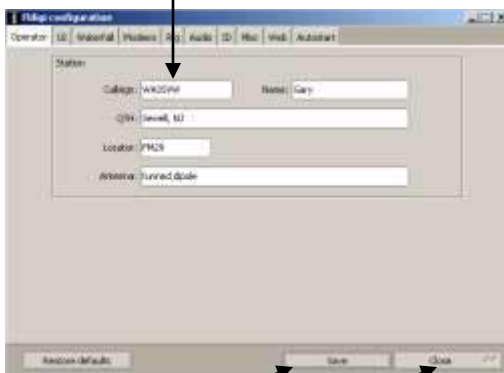 Fldigi configuration
Operator UI Waterfall Modems Rig Audio ID Misc Web Autostart
Station
Callsign: Name: Gary
QTH: Sewell, NJ
Locator: FM29
Antenna: tunned dipole
Restore defaults Save Close